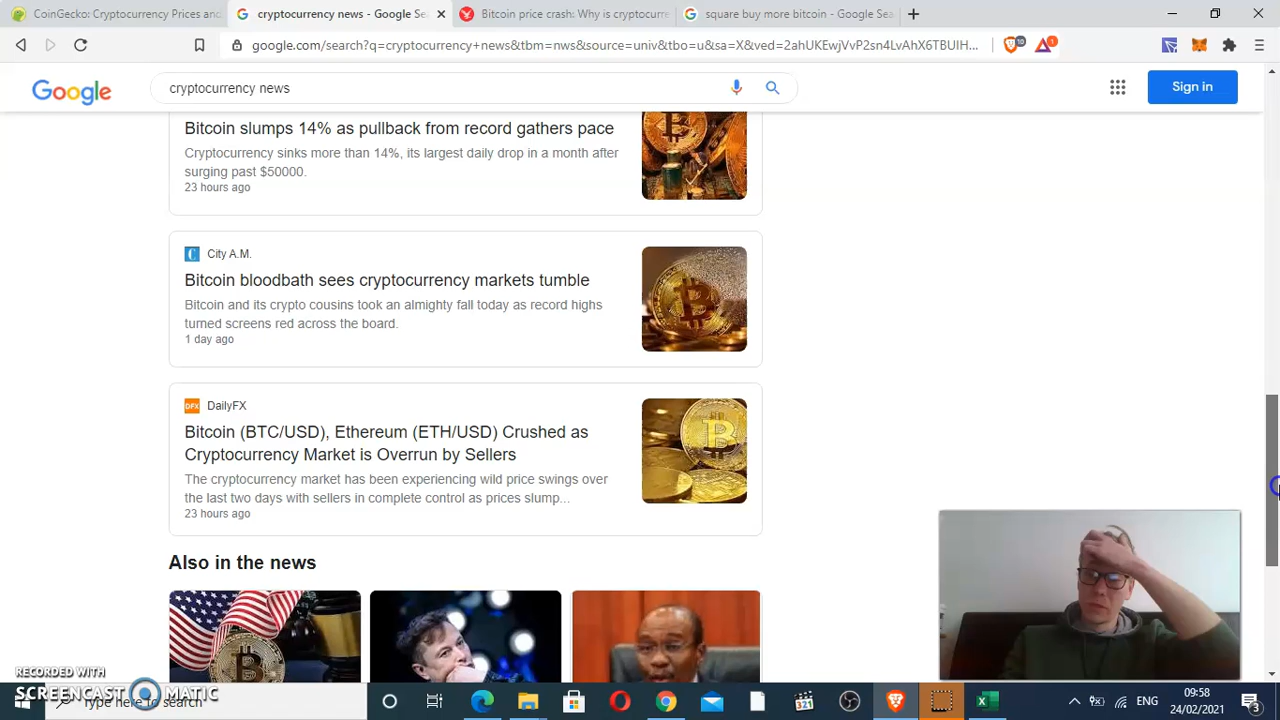 CoinGecko: Cryptocurrency Prices and
cryptocurrency news - Google Sea
Bitcoin price crash: Why is cryptocurre
square buy more bitcoin - Google Sea
google.com/search?q=cryptocurrency+news&tbm=nws&source=univ&tbo=u&sa=X&ved=2ahUKEwjVvP2sn4LvAhX6TBUIH...
10
1
Google
cryptocurrency news
Sign in
Bitcoin slumps 14% as pullback from record gathers pace
Cryptocurrency sinks more than 14%, its largest daily drop in a month after
surging past $50000.
23 hours ago
City A.M.
Bitcoin bloodbath sees cryptocurrency markets tumble
Bitcoin and its crypto cousins took an almighty fall today as record highs
turned screens red across the board.
1 day ago
DFX
DailyFX
Bitcoin (BTC/USD), Ethereum (ETH/USD) Crushed as
Cryptocurrency Market is Overrun by Sellers
The cryptocurrency market has been experiencing wild price swings over
the last two days with sellers in complete control as prices slump...
23 hours ago
Also in the news
RECORDED WITH
SCREENCAST MATIC
Type here to search
321
ENG
09:58
24/02/2021
3